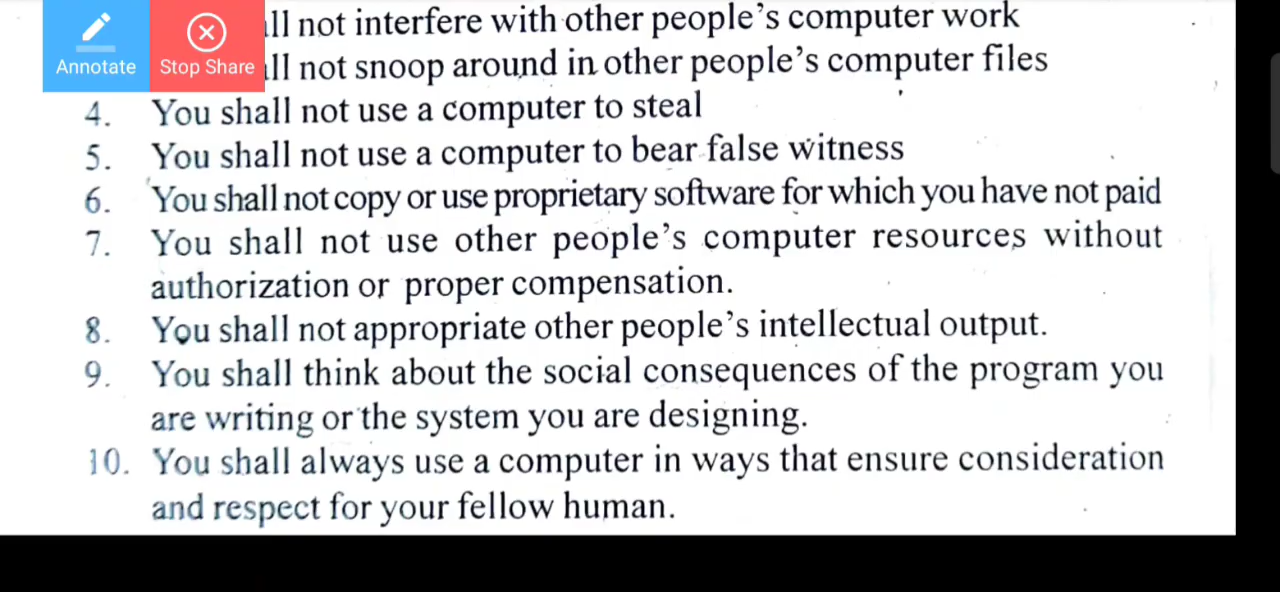 ll not interfere with other people's computer work
Annotate Stop Share ll not snoop around in other people's computer files
4. You shall not use a computer to steal
5. You shall not use a computer to bear false witness
6. You shall not copy or use proprietary software for which you have not paid
7. You shall not use other people's computer resources without
authorization or proper compensation.
8. You shall not appropriate other people's intellectual output.
9. You shall think about the social consequences of the program you
are writing or the system you are designing.
10. You shall always use a computer in ways that ensure consideration
and respect for your fellow human.